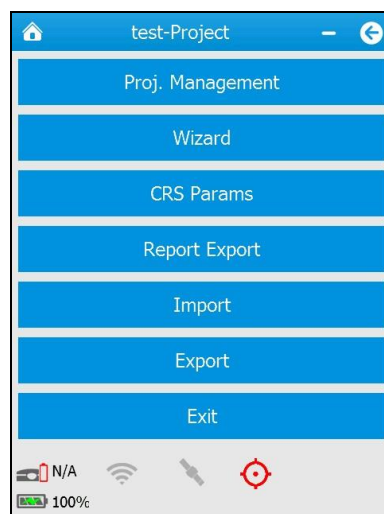 test-Project
Proj. Management
Wizard
CRS Params
Report Export
Import
Export
Exit
N/A
100%